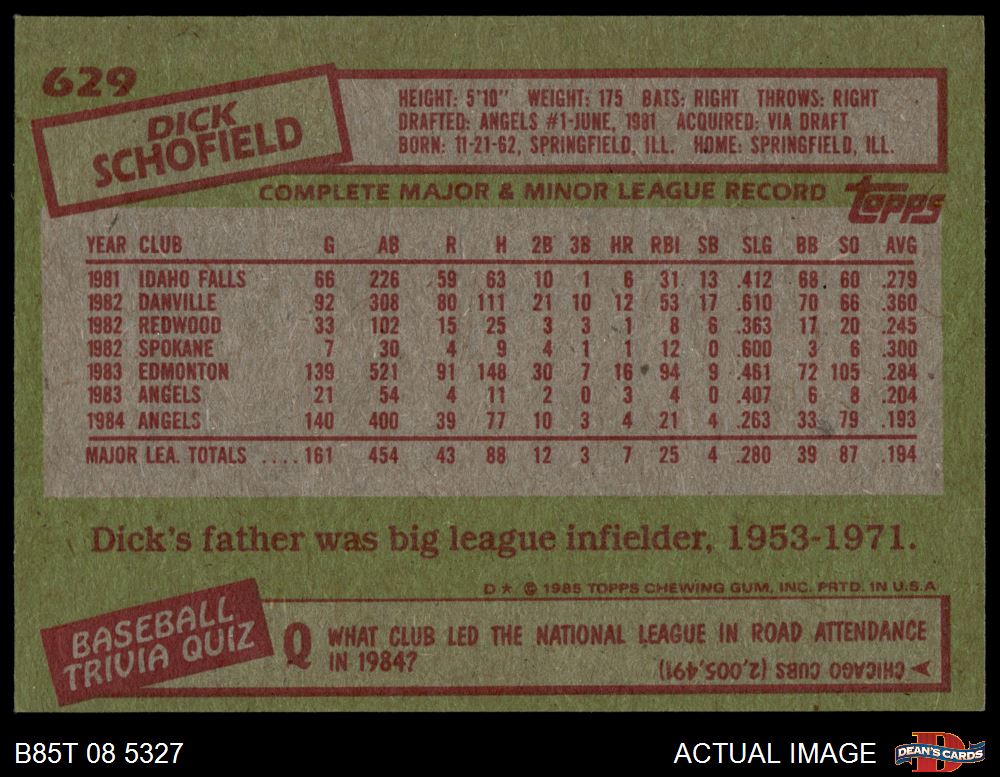 629
DICK
SCHOFIELD
HEIGHT: 5'10" WEIGHT: 175 BATS: RIGHT THROWS: RIGHT
DRAFTED: ANGELS #1-JUNE, 1981 ACQUIRED: VIA DRAFT
BORN: 11-21-62, SPRINGFIELD, ILL. HOME: SPRINGFIELD, ILL.
COMPLETE MAJOR & MINOR LEAGUE RECORD
topps
YEAR CLUB G AB R H 2B 3B HR RBI SB SLG BB SO AVG
1981 IDAHO FALLS 66 226 59 63 10 1 6 31 13 .412 68 60 .279
1982 DANVILLE 92 308 80 111 21 10 12 53 17 .610 70 66 .360
1982 REDWOOD 33 102 15 25 3 3 1 8 6 .363 17 20 .245
1982 SPOKANE 7 30 4 9 4 1 1 12 0 .600 3 6 .300
1983 EDMONTON 139 521 91 148 30 7 16 94 9 .461 72 105 .284
1983 ANGELS 21 54 4 11 2 0 3 4 0 .407 6 8 .204
1984 ANGELS 140 400 39 77 10 3 4 21 4 .263 33 79 .193
MAJOR LEA. TOTALS ....161 454 43 88 12 3 7 25 4 .280 39 87 .194
Dick's father was big league infielder, 1953-1971.
D★ © 1985 TOPPS CHEWING GUM, INC. PRTD. IN U.S.A
BASEBALL
TRIVIA QUIZ
Q WHAT CLUB LED THE NATIONAL LEAGUE IN ROAD ATTENDANCE
IN 1984?
CHICAGO CUBS (2,005,491)
B85T 08 5327
ACTUAL IMAGE
D
DEAN'S CARDS